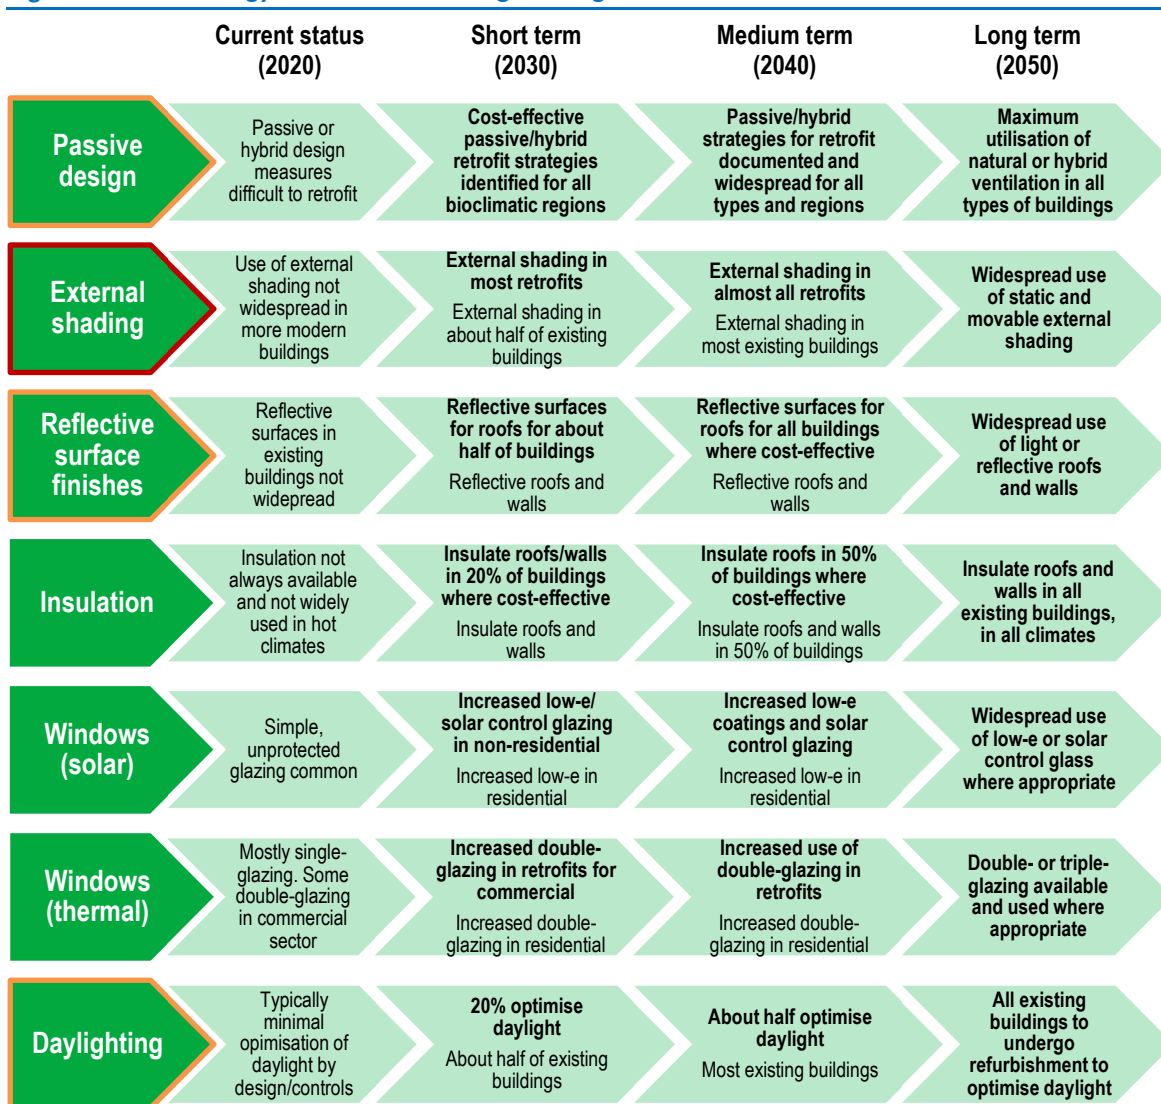 Current status
(2020)
Short term
(2030)
Medium term
(2040)
Long term
(2050)
Passive
design
Passive or
hybrid design
measures
difficult to retrofit
Cost-effective
passive/hybrid
retrofit strategies
identified for all
bioclimatic regions
Passive/hybrid
strategies for retrofit
documented and
widespread for all
types and regions
Maximum
utilisation of
natural or hybrid
ventilation in all
types of buildings
External
shading
Use of external
shading not
widespread in
more modern
buildings
External shading in
most retrofits
External shading in
about half of existing
buildings
External shading in
almost all retrofits
External shading in
most existing buildings
Widespread use
of static and
movable external
shading
Reflective
surface
finishes
Reflective
surfaces in
existing
buildings not
widepread
Reflective surfaces
for roofs for about
half of buildings
Reflective roofs and
walls
Reflective surfaces for
roofs for all buildings
where cost-effective
Reflective roofs and
walls
Widespread use
of light or
reflective roofs
and walls
Insulation
Insulation not
always available
and not widely
used in hot
climates
Insulate roofs/walls
in 20% of buildings
where cost-effective
Insulate roofs and
walls
Insulate roofs in 50%
of buildings where
cost-effective
Insulate roofs and walls
in 50% of buildings
Insulate roofs and
walls in all
existing buildings,
in all climates
Windows
(solar)
Simple,
unprotected
glazing common
Increased low-e/
solar control glazing
in non-residential
Increased low-e in
residential
Increased low-e
coatings and solar
control glazing
Increased low-e in
residential
Widespread use
of low-e or solar
control glass
where appropriate
Windows
(thermal)
Mostly single-
glazing. Some
double-glazing
in commercial
sector
Increased double-
glazing in retrofits for
commercial
Increased double-
glazing in residential
Increased use of
double-glazing in
retrofits
Increased double-
glazing in residential
Double- or triple-
glazing available
and used where
appropriate
Daylighting
Typically
minimal
opimisation of
daylight by
design/controls
20% optimise
daylight
About half of existing
buildings
About half optimise
daylight
Most existing buildings
All existing
buildings to
undergo
refurbishment to
optimise daylight